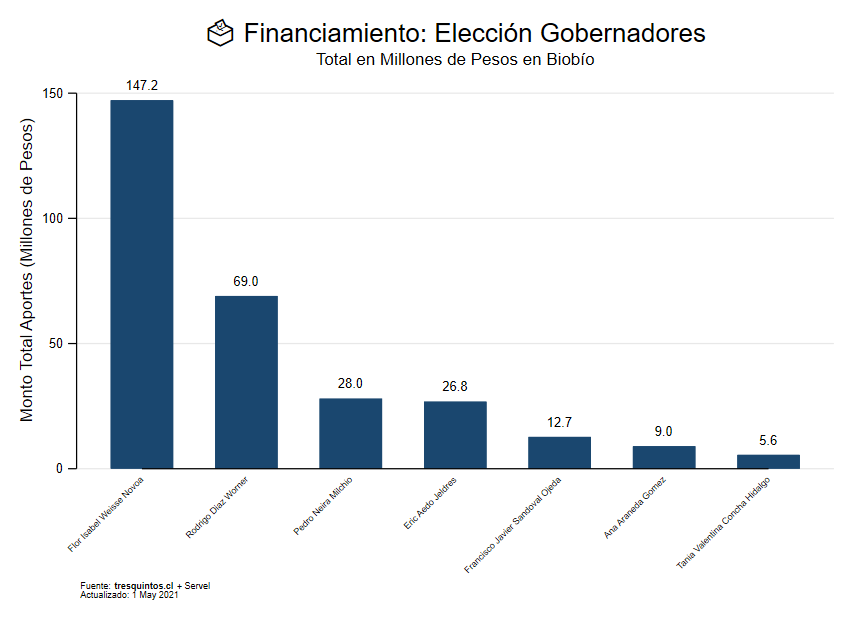 Financiamiento: Elección Gobernadores
Total en Millones de Pesos en Biobío
Monto Total Aportes (Millones de Pesos)
150
100
50
0
147.2
69.0
28.0
26.8
12.7
9.0
5.6
Flor Isabel Weisse Novoa
Rodrigo Diaz Worner
Pedro Neira Milchio
Eric Aedo Jeldres
Francisco Javier Sandoval Ojeda
Ana Araneda Gomez
Tania Valentina Concha Hidalgo
Fuente: tresquintos.cl + Servel
Actualizado: 1 May 2021